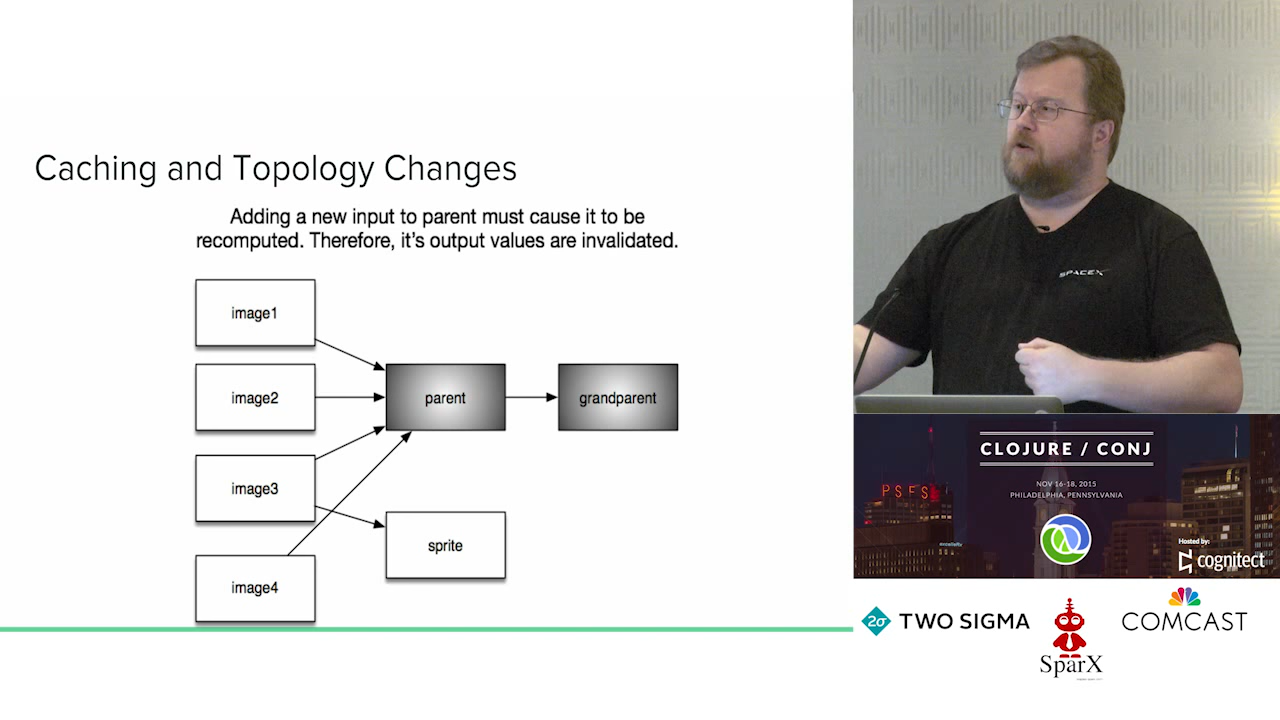 Caching and Topology Changes
Adding a new input to parent must cause it to be
recomputed. Therefore, it's output values are invalidated.
image1
image2
parent
grandparent
image3
sprite
image4
SPACEX
CLOJURE / CONJ
NOV 16-18, 2015
PHILADELPHIA, PENNSYLVANIA
PSFS
Hosted by:
cognitect
2σ TWO SIGMA
SparX
COMCAST